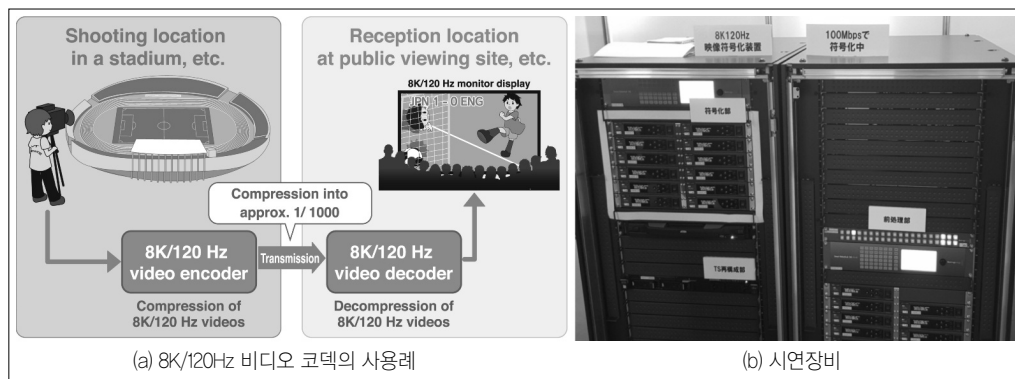 Shooting location
in a stadium, etc.
Reception location
at public viewing site, etc.
8K/120 Hz monitor display
JPN 1 - 0 ENG
Compression into
approx. 1/ 1000
8K/120 Hz
video encoder
Transmission
8K/120 Hz
video decoder
Compression of
8K/120 Hz videos
Decompression of
8K/120 Hz videos
(a) 8K/120Hz 비디오 코덱의 사용례
8K120Hz
映像符号化装置
100Mbpsで
符号化中
符号化部
前処理部
TS再構成部
(b) 시연장비